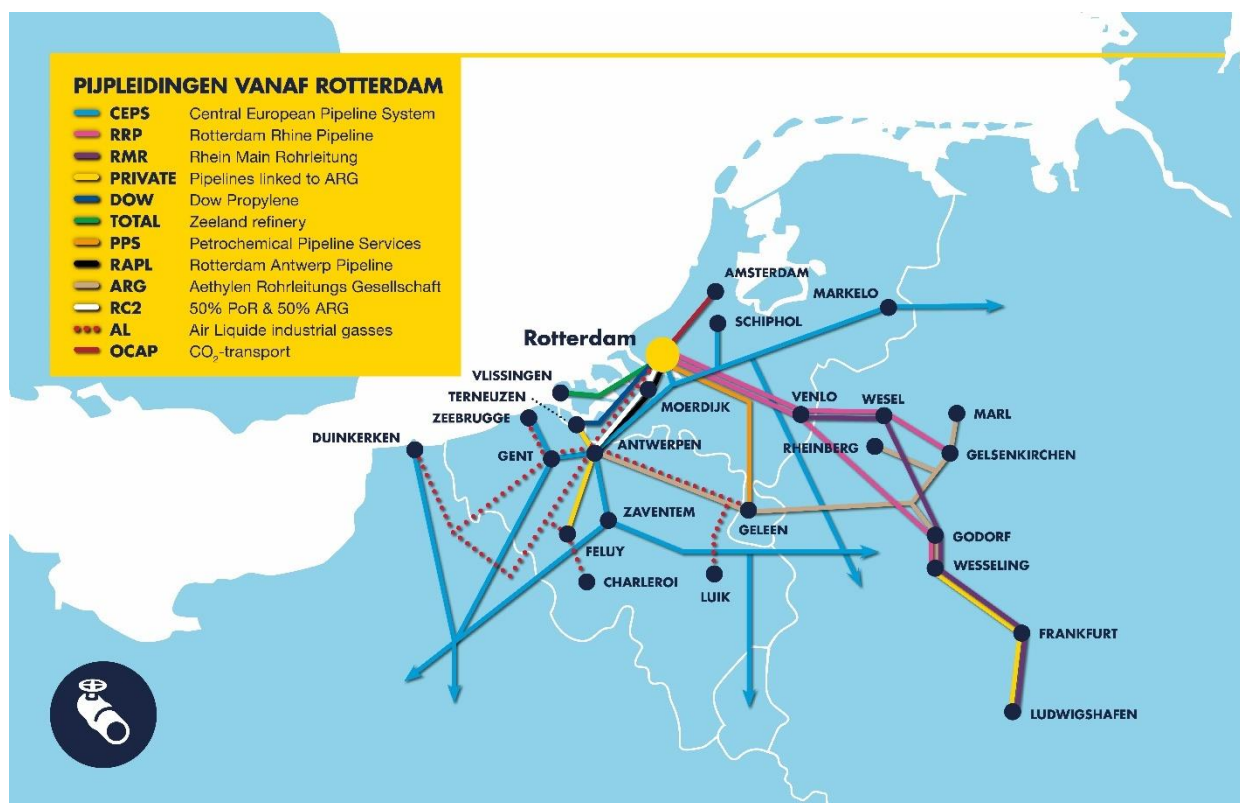 PIJPLEIDINGEN VANAF ROTTERDAM
CEPS Central European Pipeline System
RRP Rotterdam Rhine Pipeline
RMR Rhein Main Rohrleitung
PRIVATE Pipelines linked to ARG
DOW Dow Propylene
TOTAL Zeeland refinery
PPS Petrochemical Pipeline Services
RAPL Rotterdam Antwerp Pipeline
ARG Aethylen Rohrleitungs Gesellschaft
RC2 50% PoR & 50% ARG
AL Air Liquide industrial gasses
OCAP CO₂-transport
AMSTERDAM
MARKELO
SCHIPHOL
Rotterdam
VLISSINGEN
TERNEUZEN
ZEEBRUGGE
MOERDIJK
VENLO
WESEL
MARL
DUINKERKEN
GENT
ANTWERPEN
RHEINBERG
GELSENKIRCHEN
ZAVENTEM
GELEEN
GODORF
FELUY
WESSELING
CHARLEROI
LUIK
FRANKFURT
LUDWIGSHAFEN